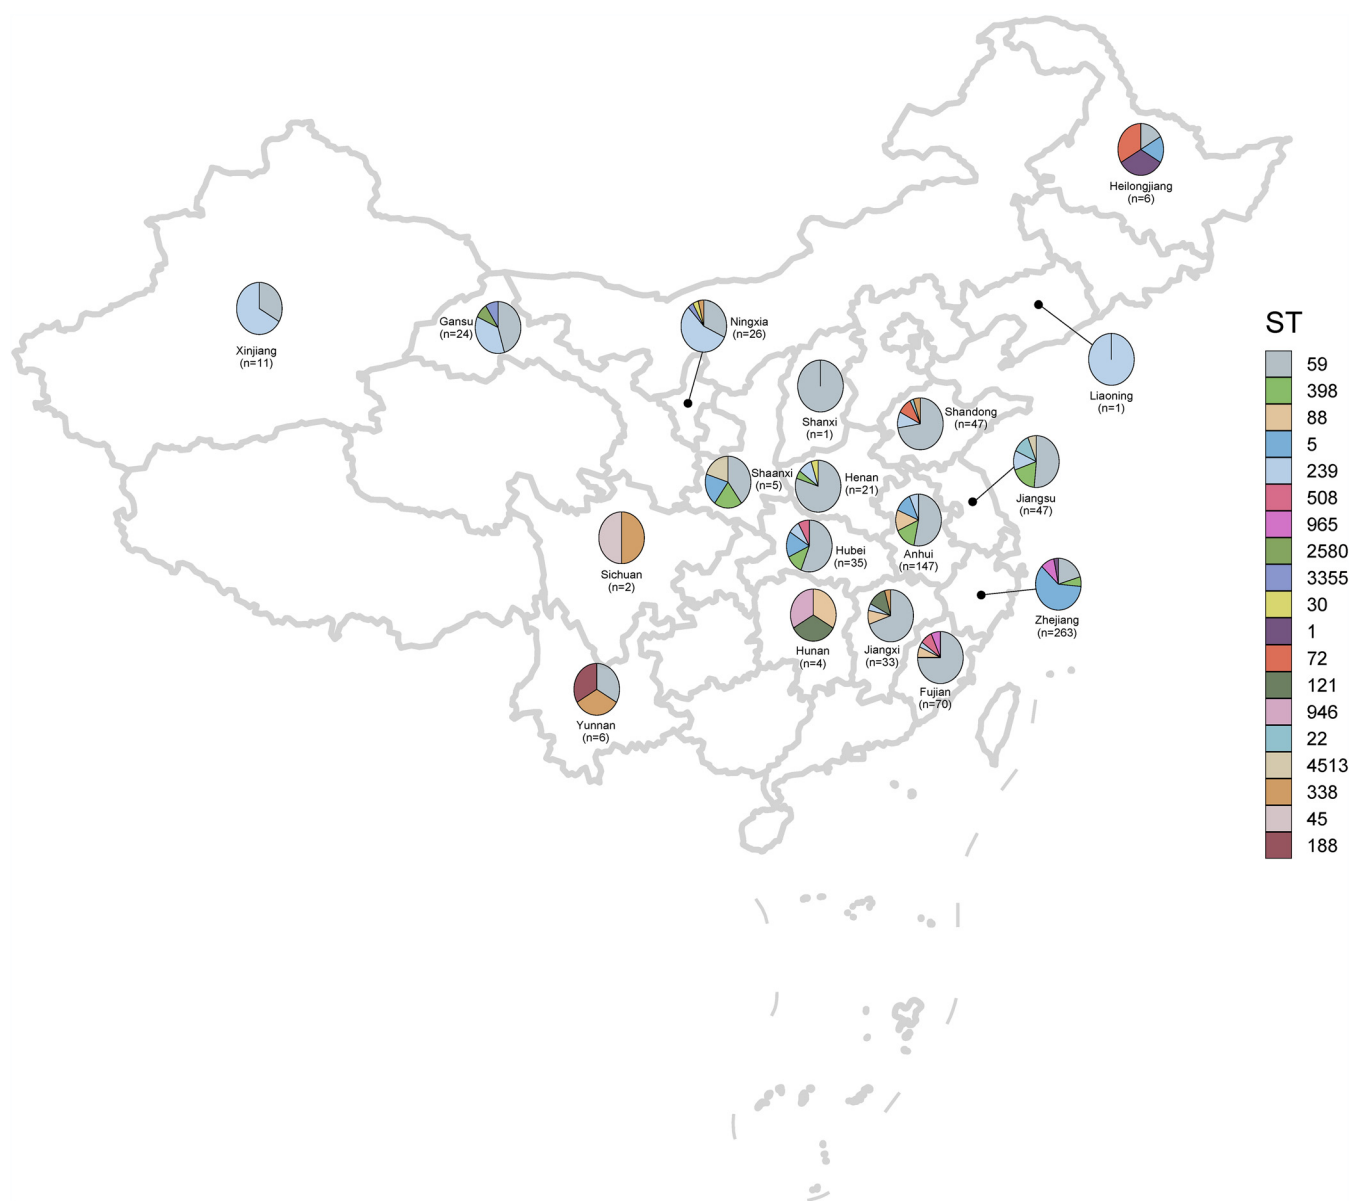 Heilongjiang
(n=6)
Xinjiang
(n=11)
Gansu
(n=24)
Ningxia
(n=26)
Liaoning
(n=1)
Shanxi
(n=1)
Shandong
(n=47)
Shaanxi
(n=5)
Henan
(n=21)
Jiangsu
(n=47)
Sichuan
(n=2)
Hubei
(n=35)
Anhui
(n=147)
Zhejiang
(n=263)
Hunan
(n=4)
Jiangxi
(n=33)
Fujian
(n=70)
Yunnan
(n=6)
ST
59
398
88
5
239
508
965
2580
3355
30
1
72
121
946
22
4513
338
45
188